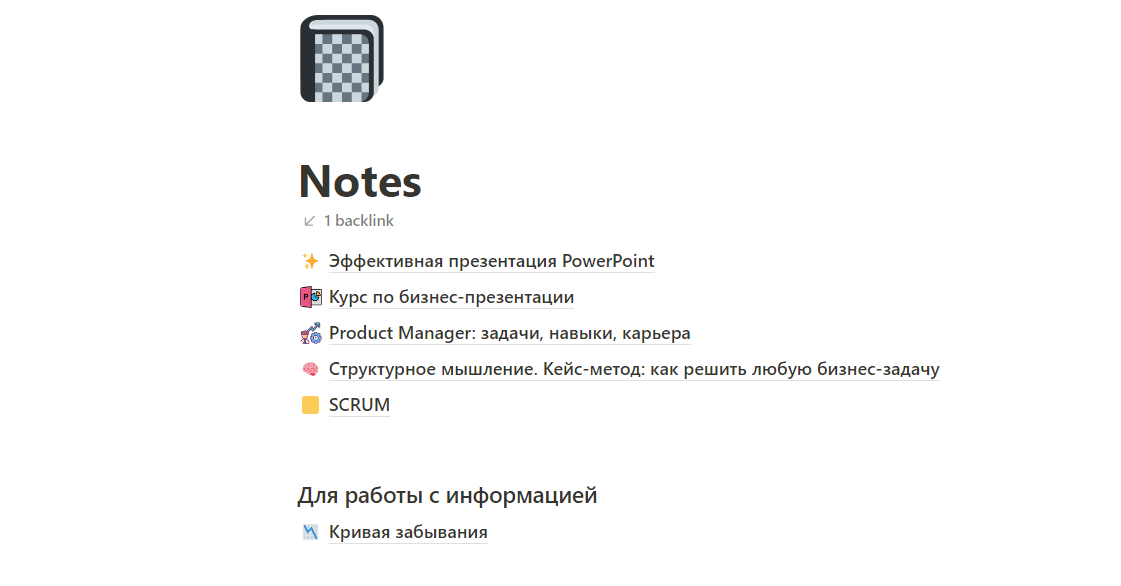 Notes
1 backlink
Эффективная презентация PowerPoint
Курс по бизнес-презентации
Product Manager: задачи, навыки, карьера
Структурное мышление. Кейс-метод: как решить любую бизнес-задачу
SCRUM
Для работы с информацией
Кривая забывания